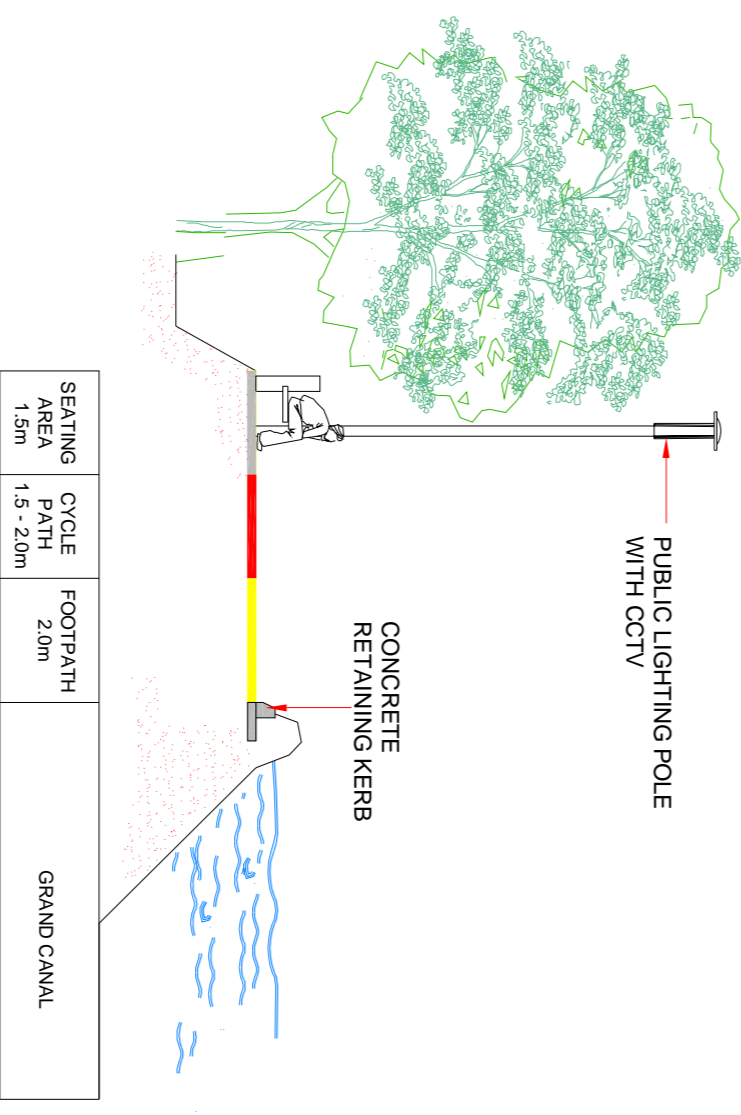 PUBLIC LIGHTING POLE
WITH CCTV
CONCRETE
RETAINING KERB
SEATING
AREA
1.5m
CYCLE
PATH
1.5 - 2.0m
FOOTPATH
2.0m
GRAND CANAL